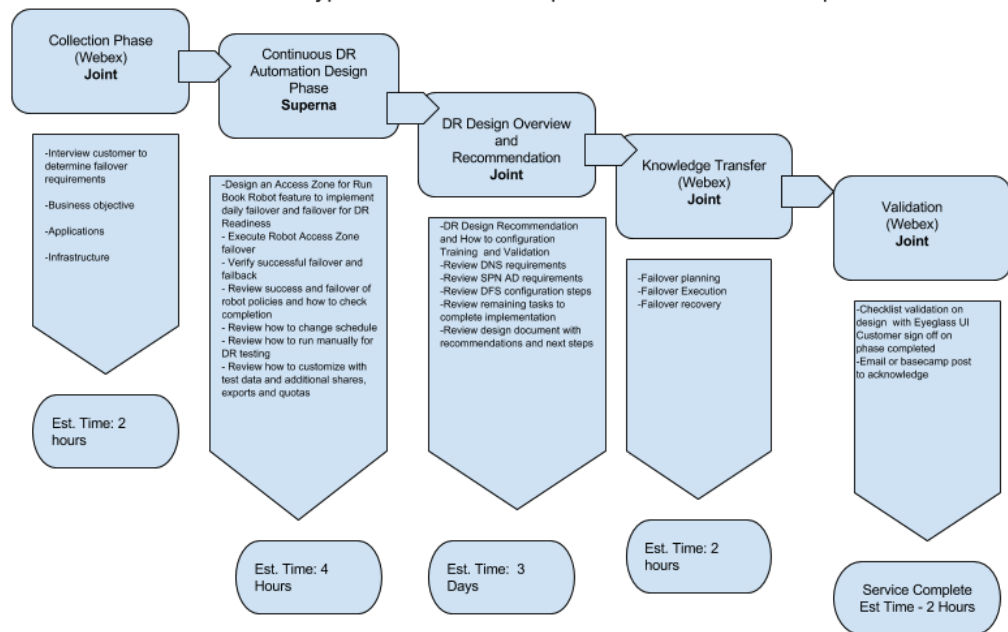 Collection Phase
(Webex)
Joint
Continuous DR
Automation Design
Phase
Superna
DR Design Overview
and
Recommendation
Joint
Knowledge Transfer
(Webex)
Joint
Validation
(Webex)
Joint
-Interview customer to
determine failover
requirements
-Business objective
-Applications
-Infrastructure
-Design an Access Zone for Run
Book Robot feature to implement
daily failover and failover for DR
Readiness
- Execute Robot Access Zone
failover
- Verify successful failover and
failback
- Review success and failover of
robot policies and how to check
completion
- Review how to change schedule
- Review how to run manually for
DR testing
- Review how to customize with
test data and additional shares,
exports and quotas
-DR Design Recommendation
and How to configuration
Training and Validation
-Review DNS requirements
-Review SPN AD requirements
-Review DFS configuration steps
-Review remaining tasks to
complete implementation
-Review design document with
recommendations and next steps
-Failover planning
-Failover Execution
-Failover recovery
-Checklist validation on
design with Eyeglass UI
Customer sign off on
phase completed
-Email or basecamp post
to acknowledge
Est. Time: 2
hours
Est. Time: 4
Hours
Est. Time: 3
Days
Est. Time: 2
hours
Service Complete
Est Time - 2 Hours